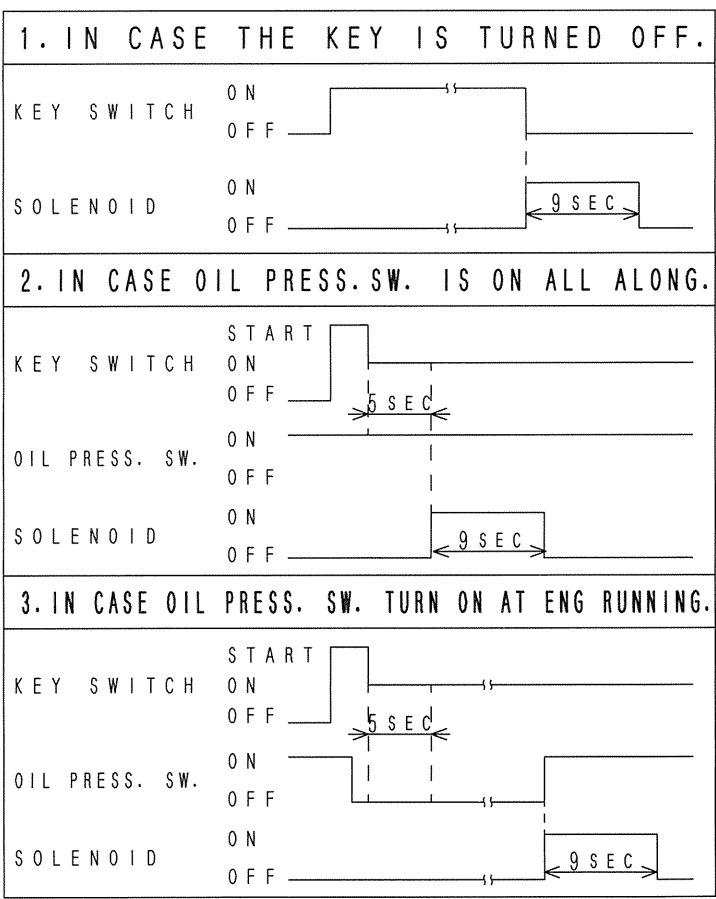 1. IN CASE THE KEY IS TURNED OFF.
ON
KEY SWITCH
OFF
ON
SOLENOID
9 SEC
OFF
2. IN CASE OIL PRESS. SW. IS ON ALL ALONG.
START
KEY SWITCH ON
OFF
5 SEC
ON
OIL PRESS. SW.
OFF
ON
SOLENOID
9 SEC
OFF
3. IN CASE OIL PRESS. SW. TURN ON AT ENG RUNNING.
START
KEY SWITCH ON
OFF
5 SEC
ON
OIL PRESS. SW.
OFF
ON
SOLENOID
9 SEC
OFF